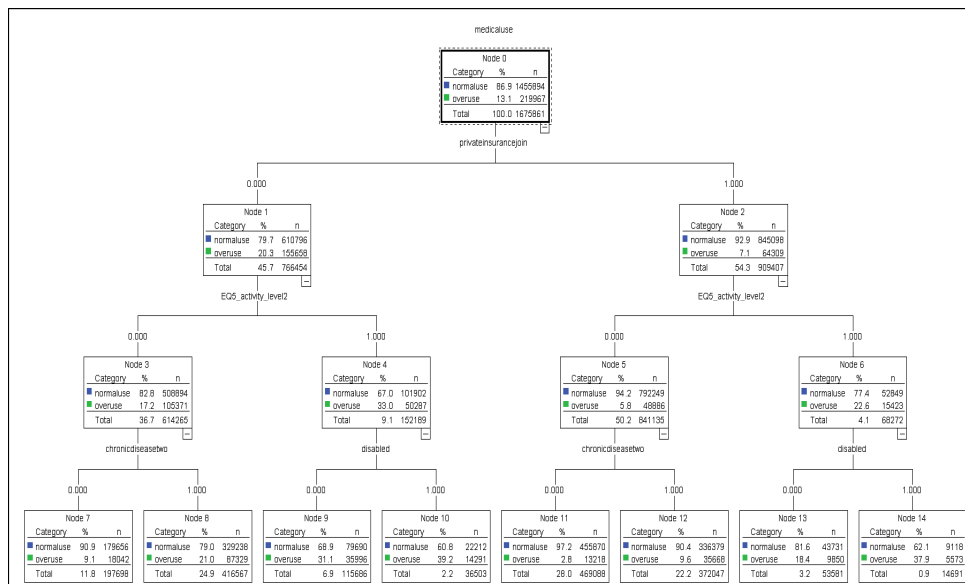 medicaluse
Node 0
Category % n
normaluse 86.9 1455894
overuse 13.1 219967
Total 100.0 1675861
privateinsurancejoin
0.000 1.000
Node 1
Category % n
normaluse 79.7 610796
overuse 20.3 155658
Total 45.7 766454
Node 2
Category % n
normaluse 92.9 845098
overuse 7.1 64309
Total 54.3 909407
EQ5_activity_level2 EQ5_activity_level2
0.000 1.000 0.000 1.000
Node 3
Category % n
normaluse 82.8 508894
overuse 17.2 105371
Total 36.7 614265
Node 4
Category % n
normaluse 67.0 101902
overuse 33.0 50287
Total 9.1 152189
Node 5
Category % n
normaluse 94.2 792249
overuse 5.8 48886
Total 50.2 841135
Node 6
Category % n
normaluse 77.4 52849
overuse 22.6 15423
Total 4.1 68272
chronicdiseasetwo disabled chronicdiseasetwo disabled
0.000 1.000 0.000 1.000 0.000 1.000 0.000 1.000
Node 7
Category % n
normaluse 90.9 179656
overuse 9.1 18042
Total 11.8 197698
Node 8
Category % n
normaluse 79.0 329238
overuse 21.0 87329
Total 24.9 416567
Node 9
Category % n
normaluse 68.9 79690
overuse 31.1 35996
Total 6.9 115686
Node 10
Category % n
normaluse 60.8 22212
overuse 39.2 14291
Total 2.2 36503
Node 11
Category % n
normaluse 97.2 455870
overuse 2.8 13218
Total 28.0 469088
Node 12
Category % n
normaluse 90.4 336379
overuse 9.6 35668
Total 22.2 372047
Node 13
Category % n
normaluse 81.6 43731
overuse 18.4 9850
Total 3.2 53581
Node 14
Category % n
normaluse 62.1 9118
overuse 37.9 5573
Total 0.9 14691